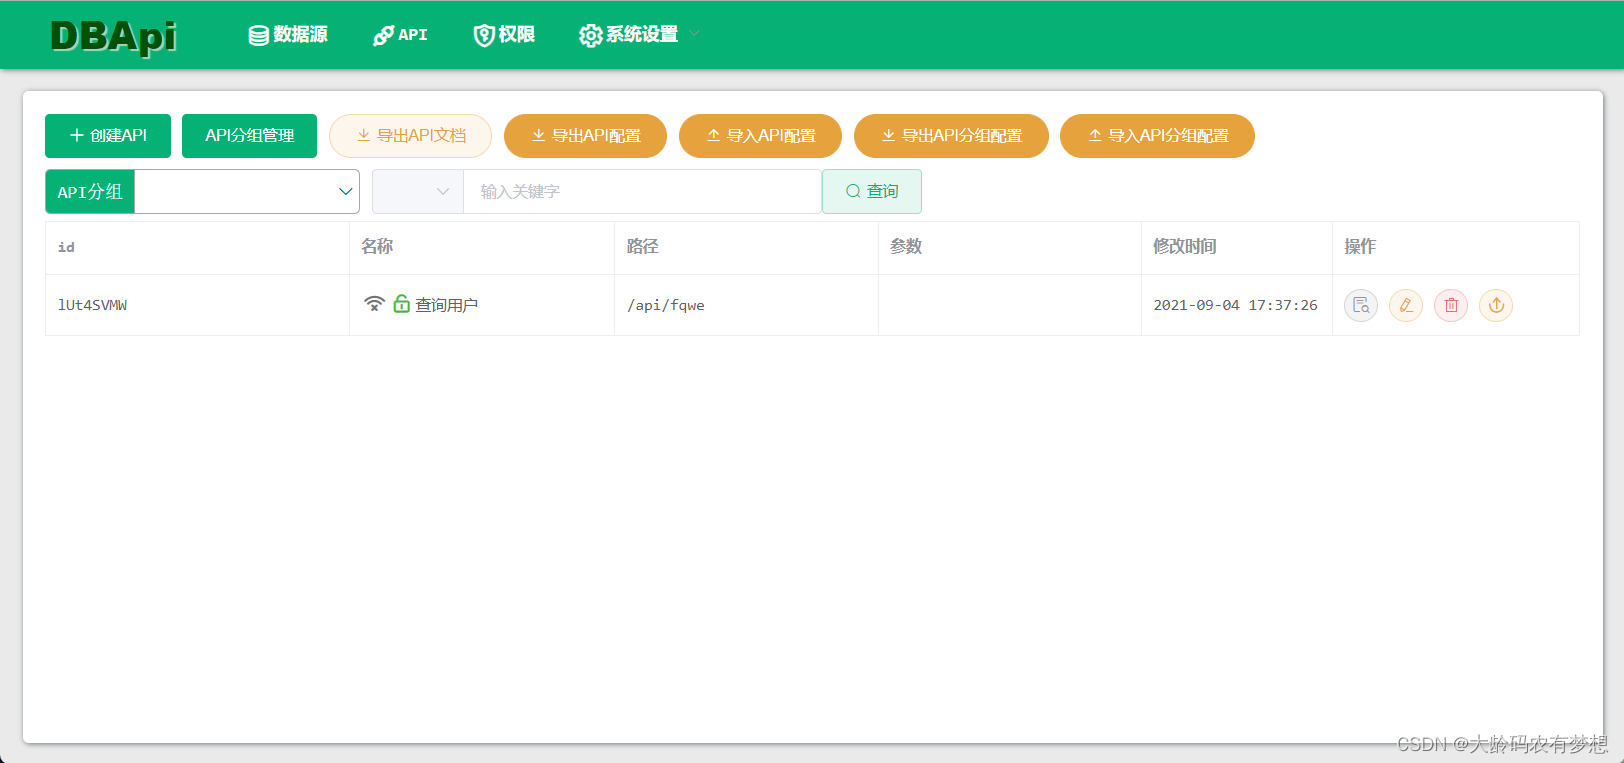 DBApi 数据源 API 权限 系统设置
创建API API分组管理 导出API文档 导出API配置 导入API配置 导出API分组配置 导入API分组配置
API分组 输入关键字 查询
id 名称 路径 参数 修改时间 操作
lUt4SVMW 查询用户 /api/fqwe 2021-09-04 17:37:26
CSDN @大龄码农有梦想